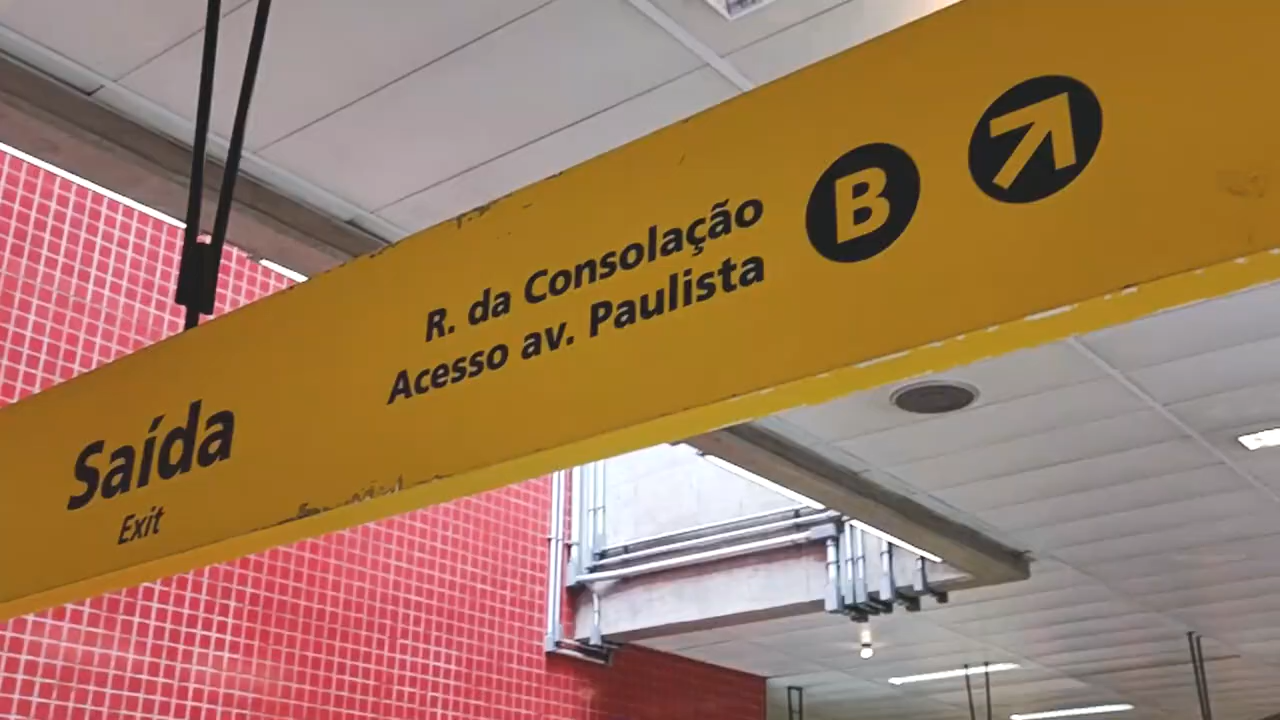 Saída
Exit
R. da Consolação
Acesso av. Paulista
B